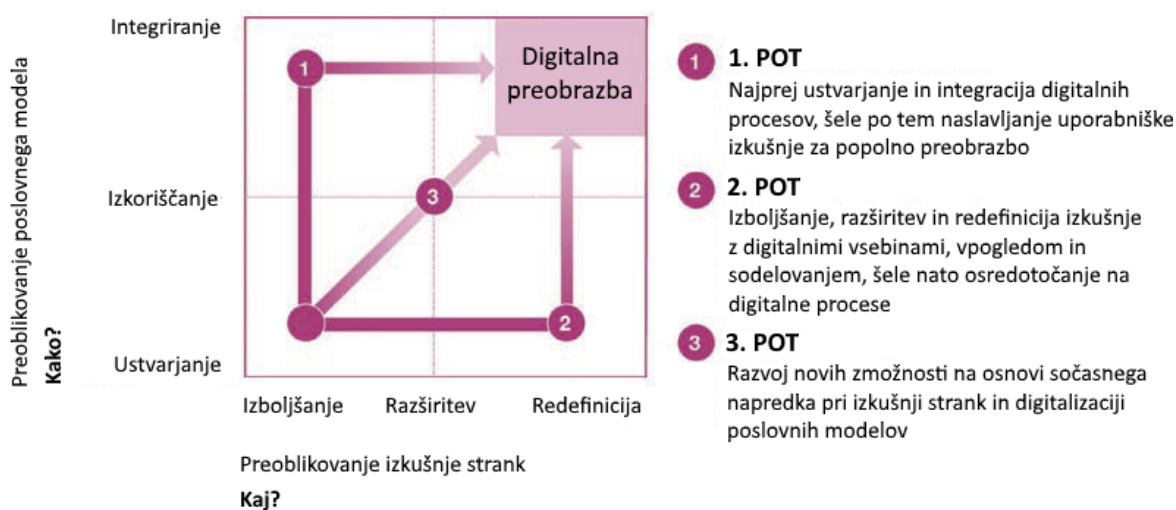 Preoblikovanje poslovnega modela
Kako?
Integriranje
Izkoriščanje
Ustvarjanje
Digitalna
preobrazba
1
3
2
Izboljšanje
Razširitev
Redefinicija
Preoblikovanje izkušnje strank
Kaj?
1
1. POT
Najprej ustvarjanje in integracija digitalnih
procesov, šele po tem naslavljanje uporabniške
izkušnje za popolno preobrazbo
2
2. POT
Izboljšanje, razširitev in redefinicija izkušnje
z digitalnimi vsebinami, vpogledom in
sodelovanjem, šele nato osredotočanje na
digitalne procese
3
3. POT
Razvoj novih zmožnosti na osnovi sočasnega
napredka pri izkušnji strank in digitalizaciji
poslovnih modelov